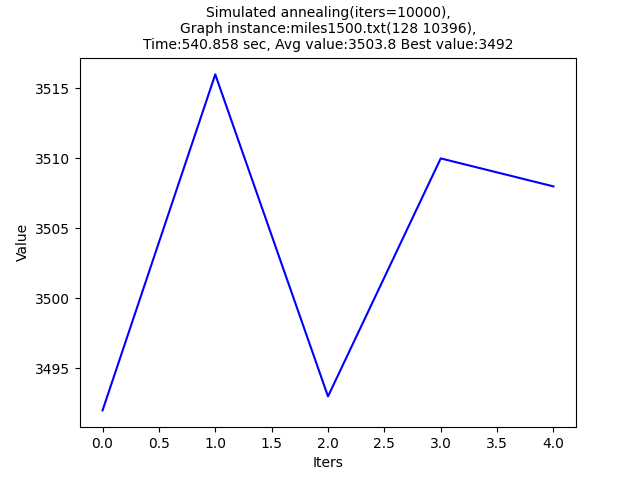 Simulated annealing(iters=10000),
Graph instance:miles1500.txt(128 10396),
Time:540.858 sec, Avg value:3503.8 Best value:3492
3515
3510
3505
3500
3495
Value
0.0 0.5 1.0 1.5 2.0 2.5 3.0 3.5 4.0
Iters